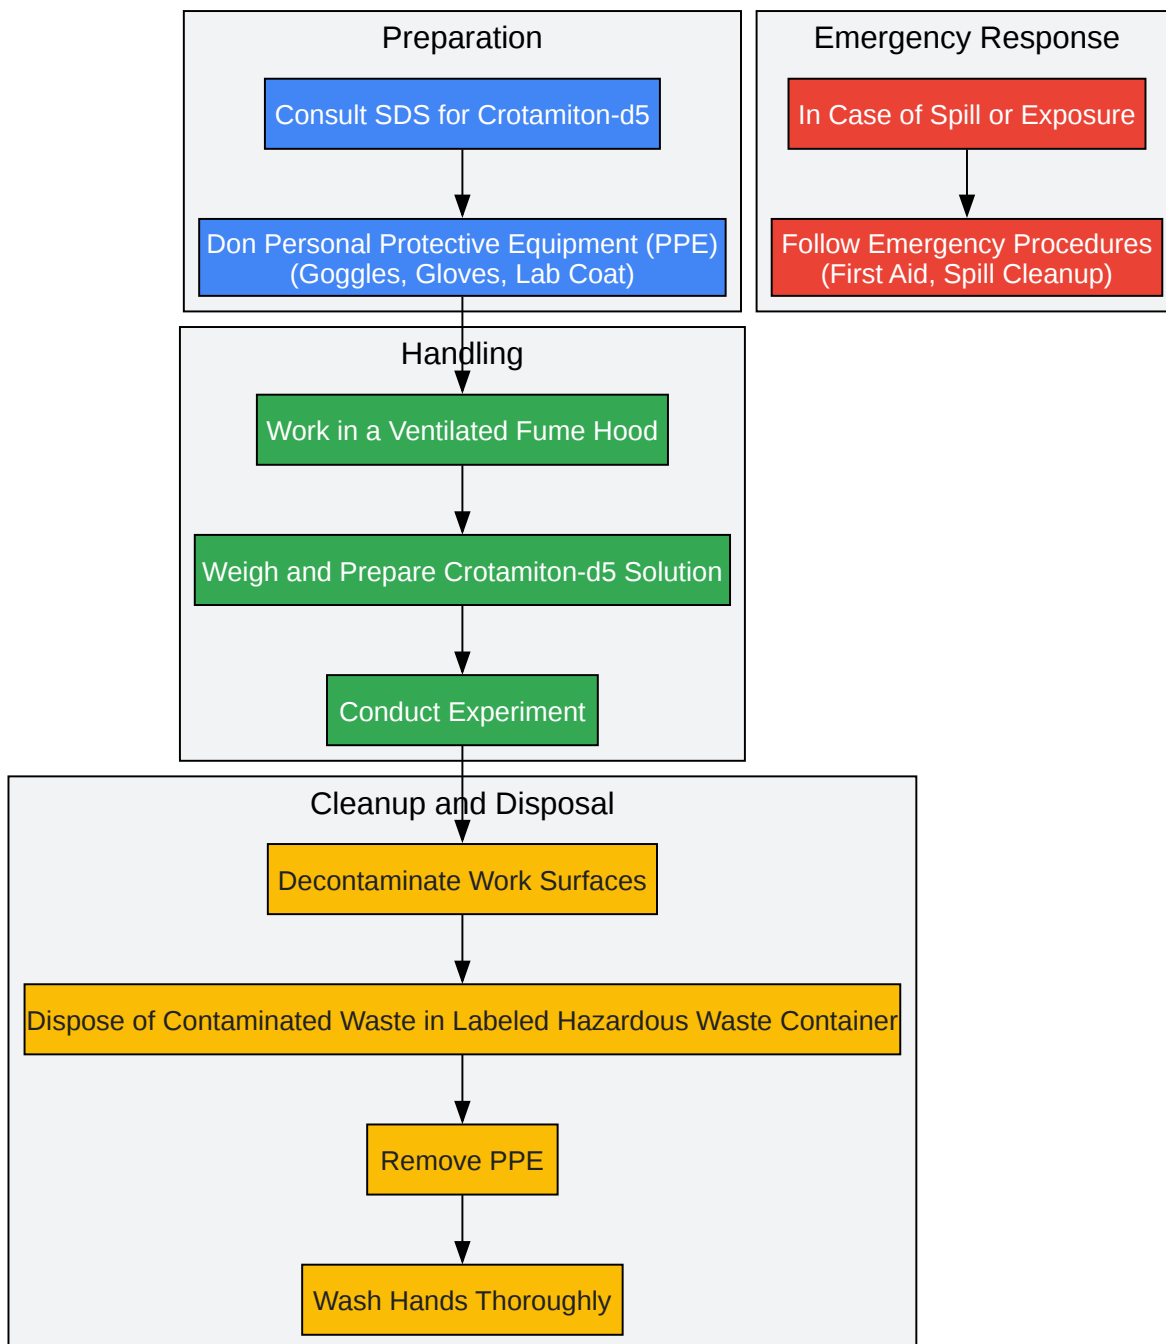 Preparation
Consult SDS for Crotamiton-d5
Don Personal Protective Equipment (PPE)
(Goggles, Gloves, Lab Coat)
Emergency Response
In Case of Spill or Exposure
Follow Emergency Procedures
(First Aid, Spill Cleanup)
Handling
Work in a Ventilated Fume Hood
Weigh and Prepare Crotamiton-d5 Solution
Conduct Experiment
Cleanup and Disposal
Decontaminate Work Surfaces
Dispose of Contaminated Waste in Labeled Hazardous Waste Container
Remove PPE
Wash Hands Thoroughly